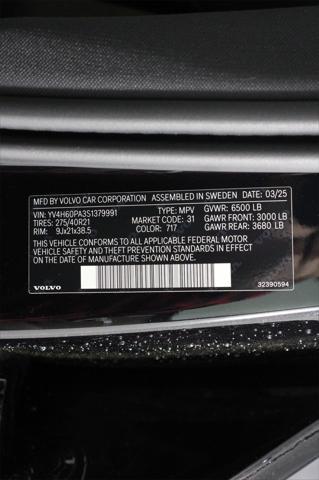 MFD BY VOLVO CAR CORPORATION ASSEMBLED IN SWEDEN 03/25
VIN: YV4H60PA3S1379991 TYPE: MPV GVWR: 6500 LB
TIRES: 275/40R21 MARKET CODE: 31 GAWR FRONT: 3000 LB
RIM: 9Jx21x38.5 COLOR: 717 GAWR REAR: 3680 LB
THIS VEHICLE CONFORMS TO ALL APPLICABLE FEDERAL MOTOR
VEHICLE SAFETY AND THEFT PREVENTION STANDARDS IN EFFECT
ON THE DATE OF MANUFACTURE SHOWN ABOVE
VOLVO 32390594